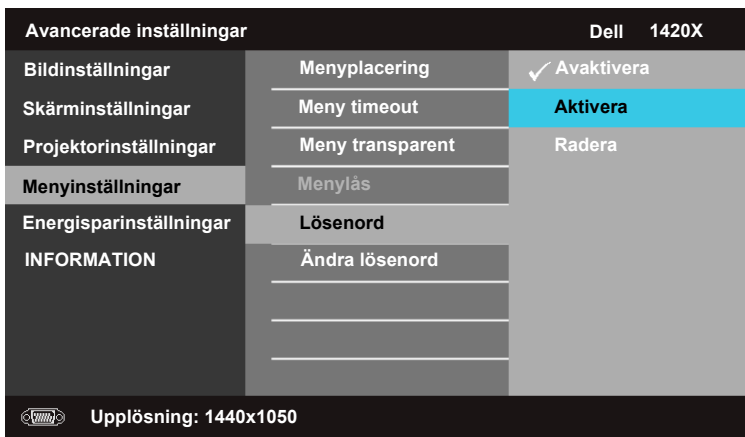 Avancerade inställningar
Dell 1420X
Bildinställningar
Skärminställningar
Projektorinställningar
Menyinställningar
Energisparinställningar
INFORMATION
Menyplacering
Meny timeout
Meny transparent
Menylås
Lösenord
Ändra lösenord
Avaktivera
Aktivera
Radera
Upplösning: 1440x1050